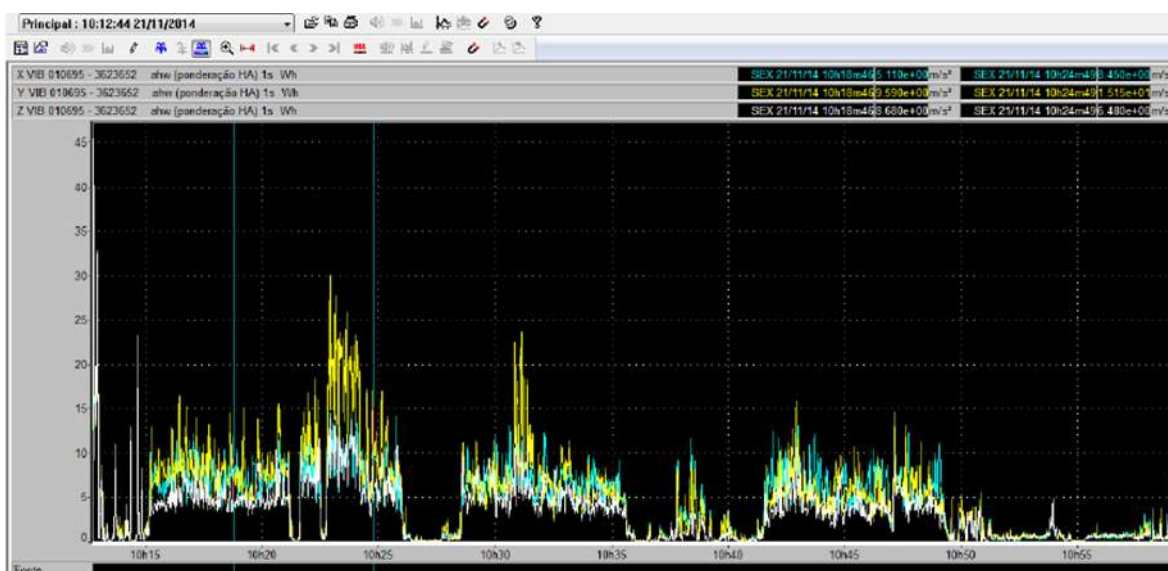 Principal : 10:12:44 21/11/2014
X VIB 010695 - 3623652 ahw (ponderação HA) 1s Wh SEX 21/11/14 10h18m46 5.110e+00 m/s² SEX 21/11/14 10h24m49 8.450e+00 m/s
Y VIB 010695 - 3623652 ahw (ponderação HA) 1s Wh SEX 21/11/14 10h18m46 9.590e+00 m/s² SEX 21/11/14 10h24m49 1.515e+01 m/s
Z VIB 010695 - 3623652 ahw (ponderação HA) 1s Wh SEX 21/11/14 10h18m46 8.680e+00 m/s² SEX 21/11/14 10h24m49 6.480e+00 m/s
45
40
35
30
25
20
15
10
5
0
10h15 10h20 10h25 10h30 10h35 10h40 10h45 10h50 10h55
Fonte